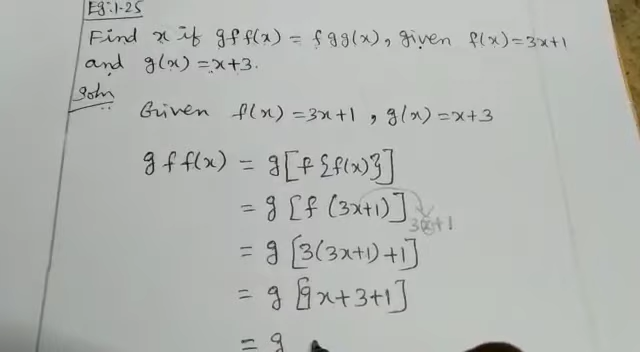 Eg:1.25
Find x if gff(x) = fgg(x), given f(x)=3x+1
and g(x) =x+3.
Soln
Given f(x) =3x+1 , g(x) =x+3
gff(x) = g[f{f(x)}]
= g [f (3x+1)]
3x+1
= g [3(3x+1)+1]
= g [9x+3+1]
= g